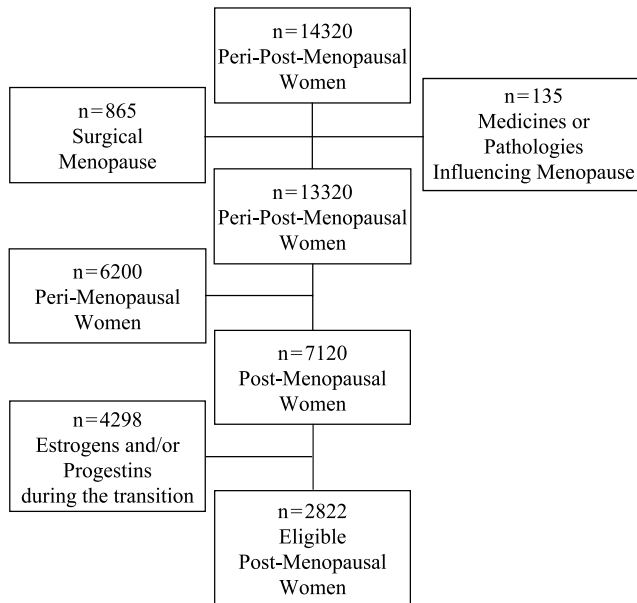 n=14320
Peri-Post-Menopausal
Women
n=865
Surgical
Menopause
n=135
Medicines or
Pathologies
Influencing Menopause
n=13320
Peri-Post-Menopausal
Women
n=6200
Peri-Menopausal
Women
n=7120
Post-Menopausal
Women
n=4298
Estrogens and/or
Progestins
during the transition
n=2822
Eligible
Post-Menopausal
Women